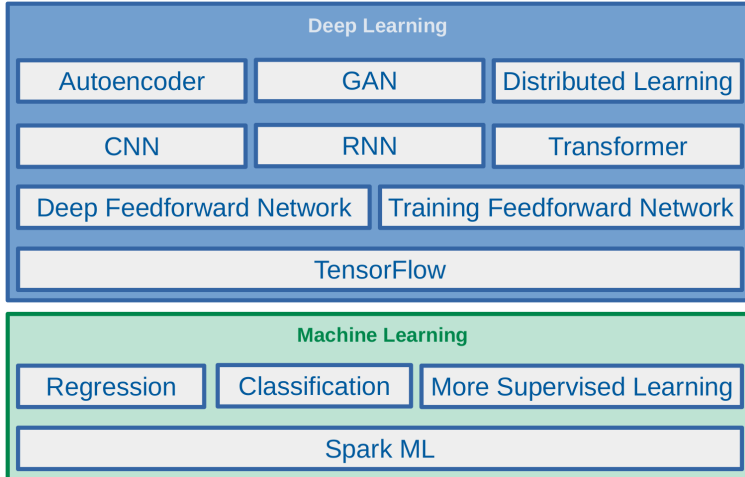 Deep Learning
Autoencoder GAN Distributed Learning
CNN RNN Transformer
Deep Feedforward Network Training Feedforward Network
TensorFlow
Machine Learning
Regression Classification More Supervised Learning
Spark ML